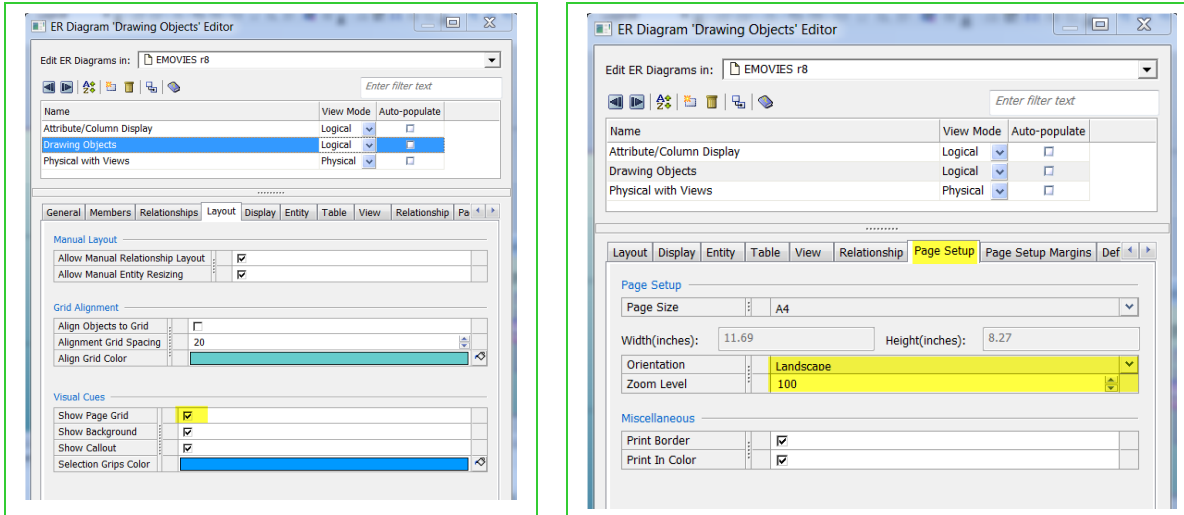 ER Diagram 'Drawing Objects' Editor
Edit ER Diagrams in: EMOVIES r8
Enter filter text
Name View Mode Auto-populate
Attribute/Column Display Logical
Drawing Objects Logical
Physical with Views Physical
General Members Relationships Layout Display Entity Table View Relationship Pa
Manual Layout
Allow Manual Relationship Layout
Allow Manual Entity Resizing
Grid Alignment
Align Objects to Grid
Alignment Grid Spacing 20
Align Grid Color
Visual Cues
Show Page Grid
Show Background
Show Callout
Selection Grips Color
ER Diagram 'Drawing Objects' Editor
Edit ER Diagrams in: EMOVIES r8
Enter filter text
Name View Mode Auto-populate
Attribute/Column Display Logical
Drawing Objects Logical
Physical with Views Physical
Layout Display Entity Table View Relationship Page Setup Page Setup Margins Def
Page Setup
Page Size A4
Width(inches): 11.69 Height(inches): 8.27
Orientation Landscape
Zoom Level 100
Miscellaneous
Print Border
Print In Color